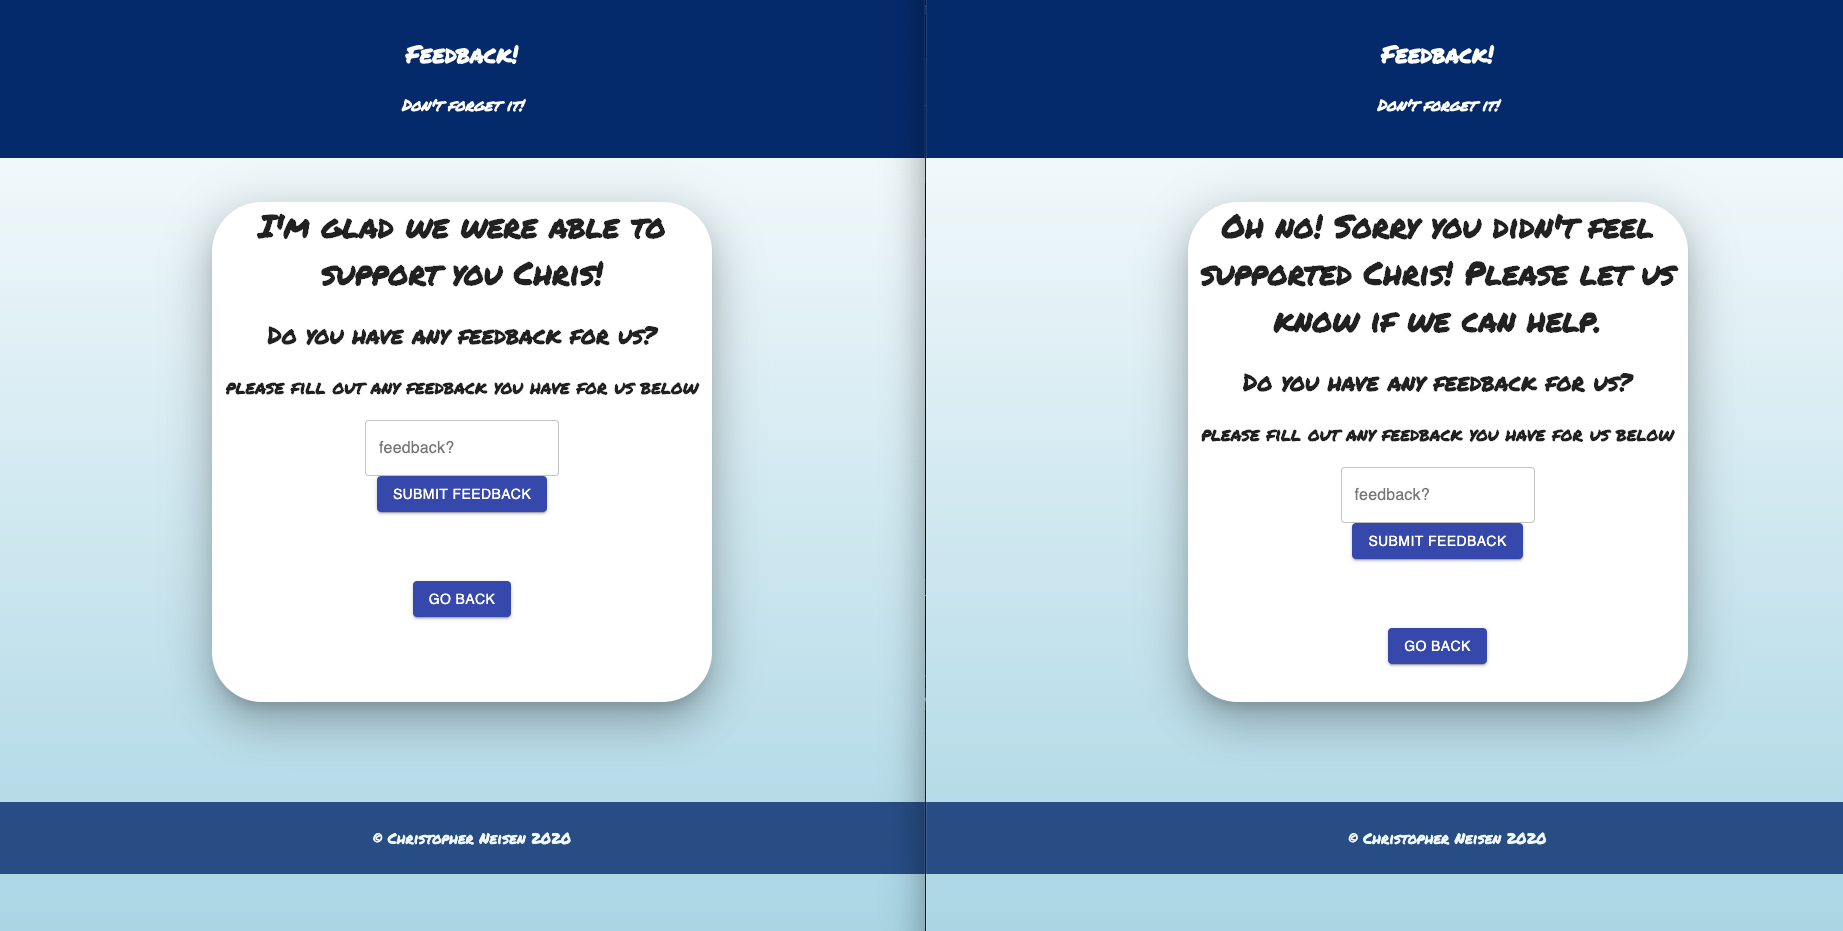 Feedback!
Don't forget it!
I'm glad we were able to
support you Chris!
Do you have any feedback for us?
please fill out any feedback you have for us below
feedback?
SUBMIT FEEDBACK
GO BACK
© Christopher Neisen 2020
Feedback!
Don't forget it!
Oh no! Sorry you didn't feel
supported Chris! Please let us
know if we can help.
Do you have any feedback for us?
please fill out any feedback you have for us below
feedback?
SUBMIT FEEDBACK
GO BACK
© Christopher Neisen 2020